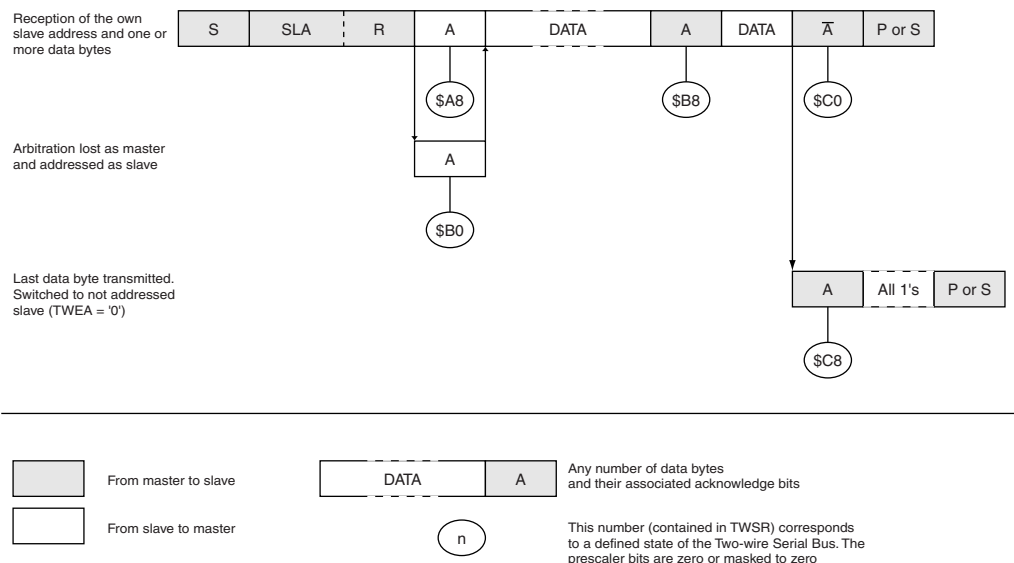 Reception of the own
slave address and one or
more data bytes
S SLA R A DATA A DATA A̅ P or S
$A8 $B8 $C0
Arbitration lost as master
and addressed as slave
A
$B0
Last data byte transmitted.
Switched to not addressed
slave (TWEA = '0')
A All 1's P or S
$C8
From master to slave
DATA A
Any number of data bytes
and their associated acknowledge bits
From slave to master
n
This number (contained in TWSR) corresponds
to a defined state of the Two-wire Serial Bus. The
prescaler bits are zero or masked to zero